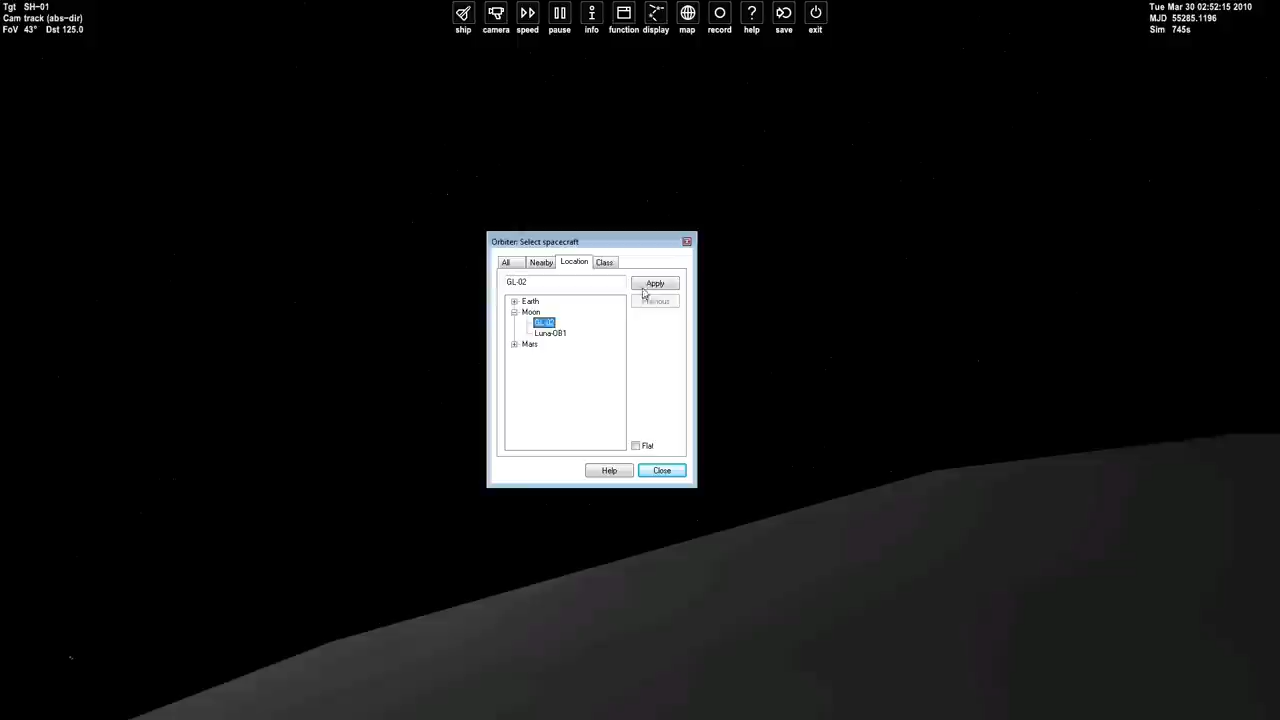 Tgt SH-01
Cam track (abs-dir)
FoV 43° Dst 125.0
ship camera speed pause info function display map record help save exit
Tue Mar 30 02:52:15 2010
MJD 55285.1196
Sim 745s
Orbiter: Select spacecraft
All Nearby Location Class
GL-02
Apply
Previous
Earth
Moon
GL-02
Luna-OB1
Mars
Flat
Help Close